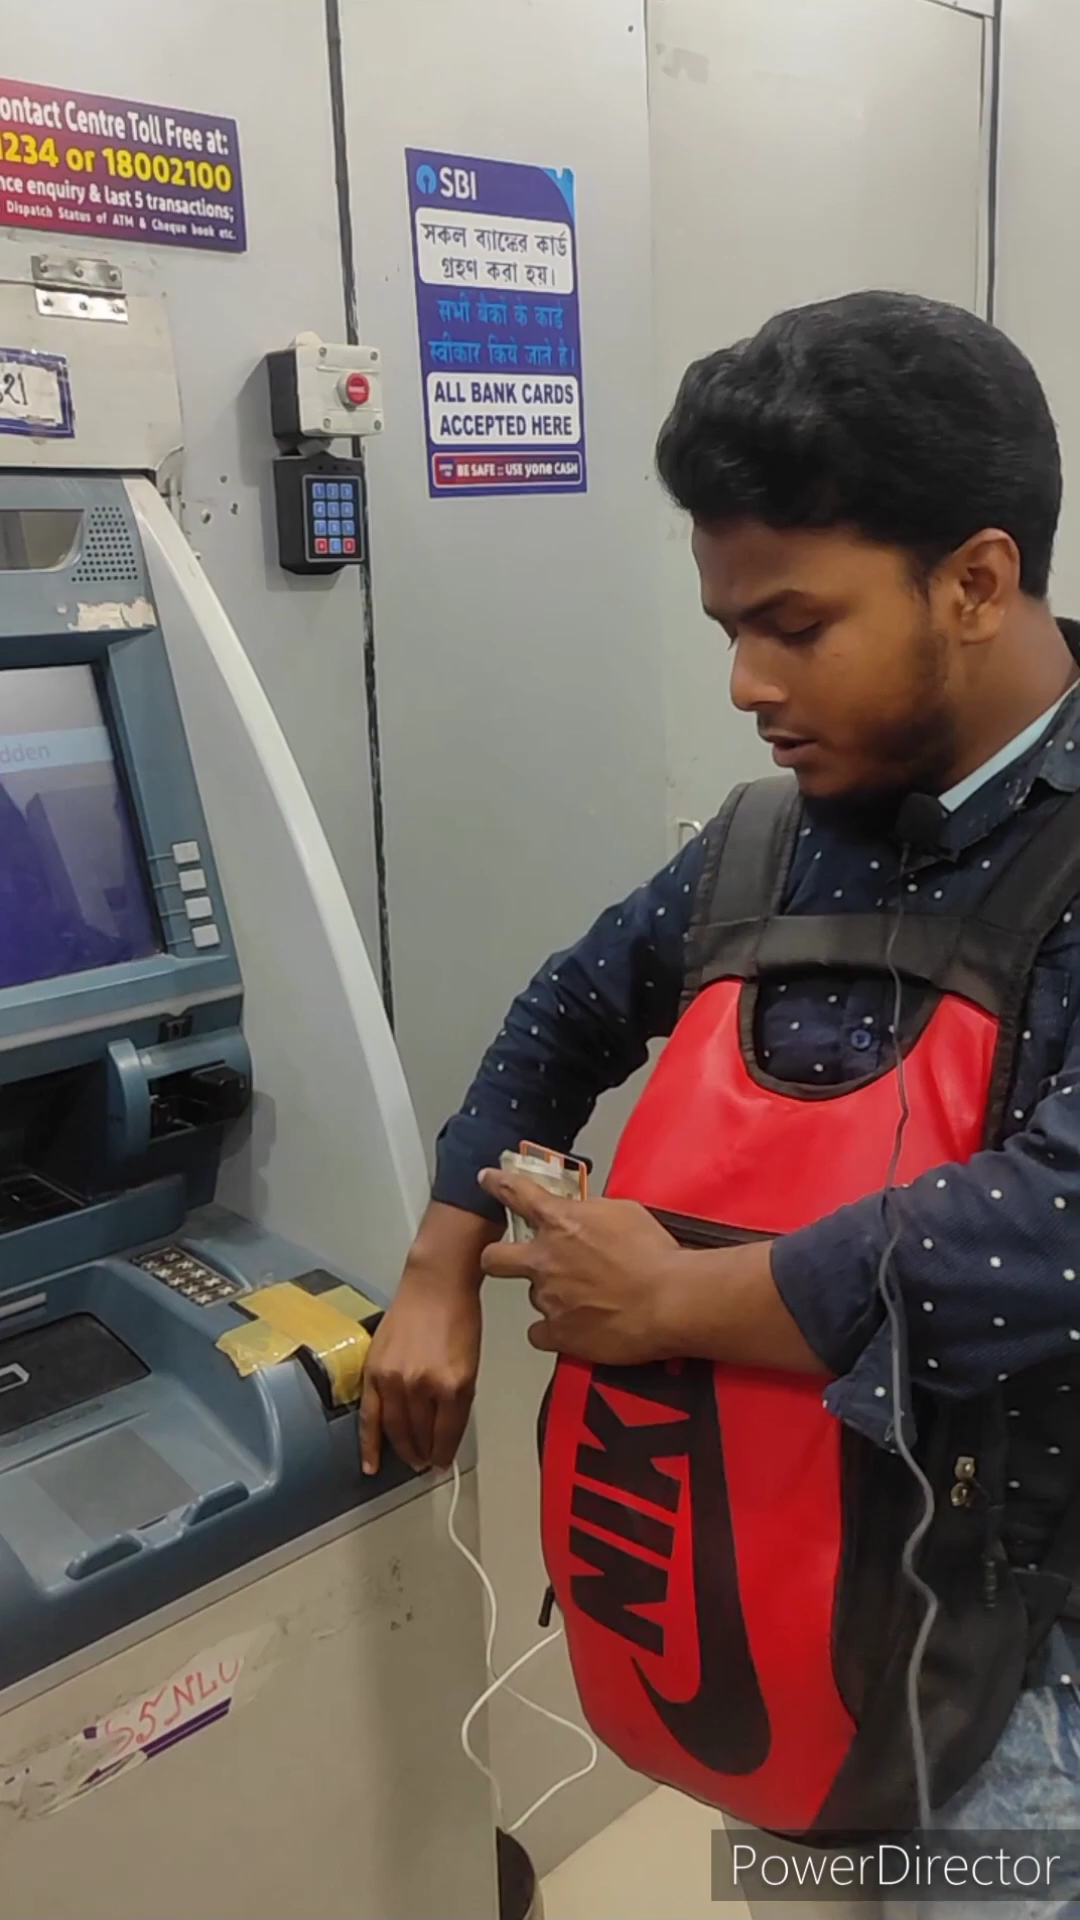 ontact Centre Toll Free at:
1234 or 18002100
nce enquiry & last 5 transactions;
Dispatch Status of ATM & Cheque book etc.
SBI
সকল ব্যাঙ্কের কার্ড
গ্রহণ করা হয়।
सभी बैंकों के कार्ड
स्वीकार किये जाते है।
ALL BANK CARDS
ACCEPTED HERE
BE SAFE :: USE yono CASH
21
dden
NIKE
S5NLU
PowerDirector